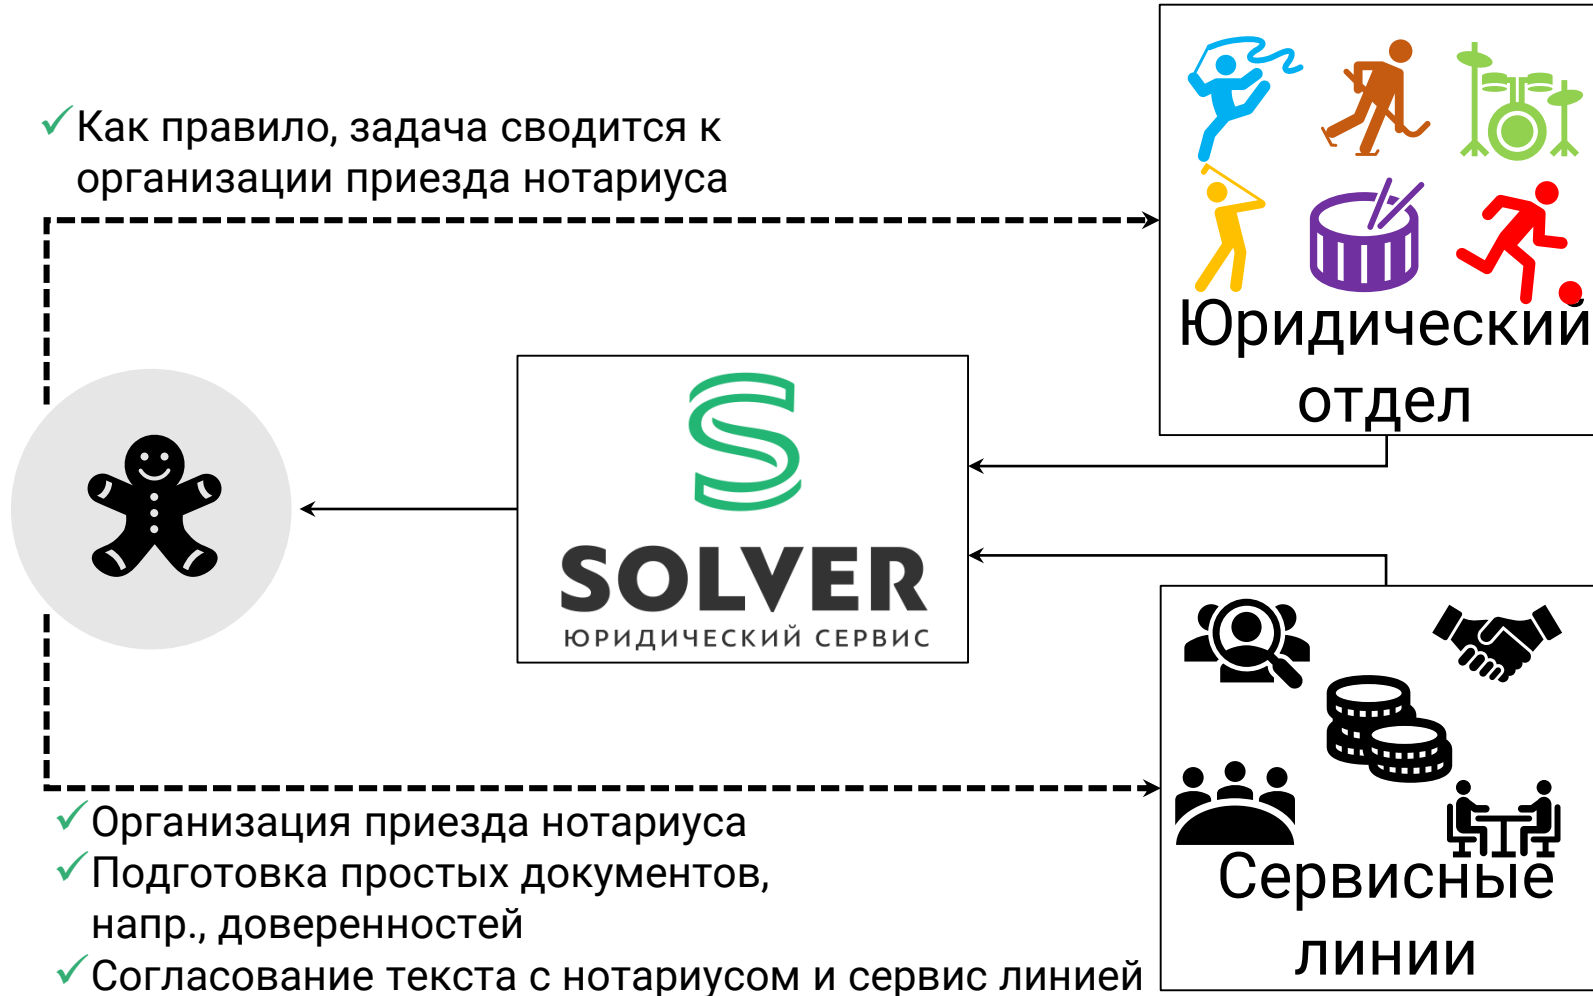 Как правило, задача сводится к
организации приезда нотариуса
Юридический
отдел
SOLVER
ЮРИДИЧЕСКИЙ СЕРВИС
Организация приезда нотариуса
Подготовка простых документов,
напр., доверенностей
Согласование текста с нотариусом и сервис линией
Сервисные
линии